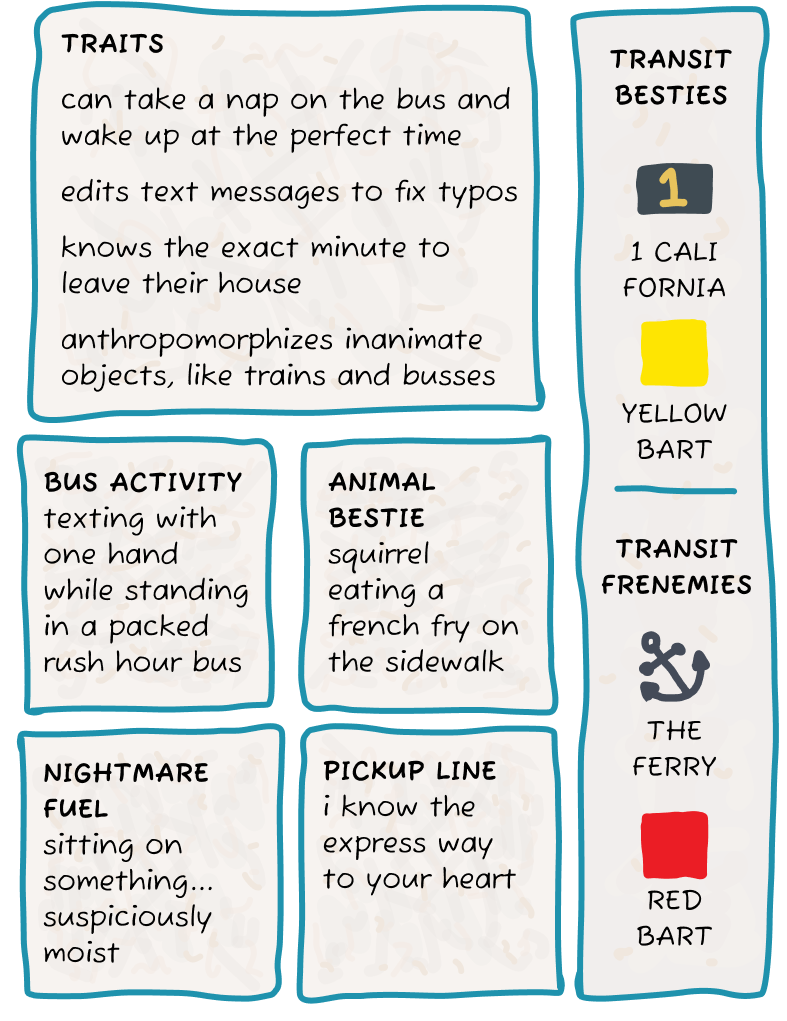 TRAITS
can take a nap on the bus and
wake up at the perfect time
edits text messages to fix typos
knows the exact minute to
leave their house
anthropomorphizes inanimate
objects, like trains and busses
BUS ACTIVITY
texting with
one hand
while standing
in a packed
rush hour bus
ANIMAL
BESTIE
squirrel
eating a
french fry on
the sidewalk
NIGHTMARE
FUEL
sitting on
something...
suspiciously
moist
PICKUP LINE
i know the
express way
to your heart
TRANSIT
BESTIES
1
1 CALI
FORNIA
YELLOW
BART
TRANSIT
FRENEMIES
THE
FERRY
RED
BART